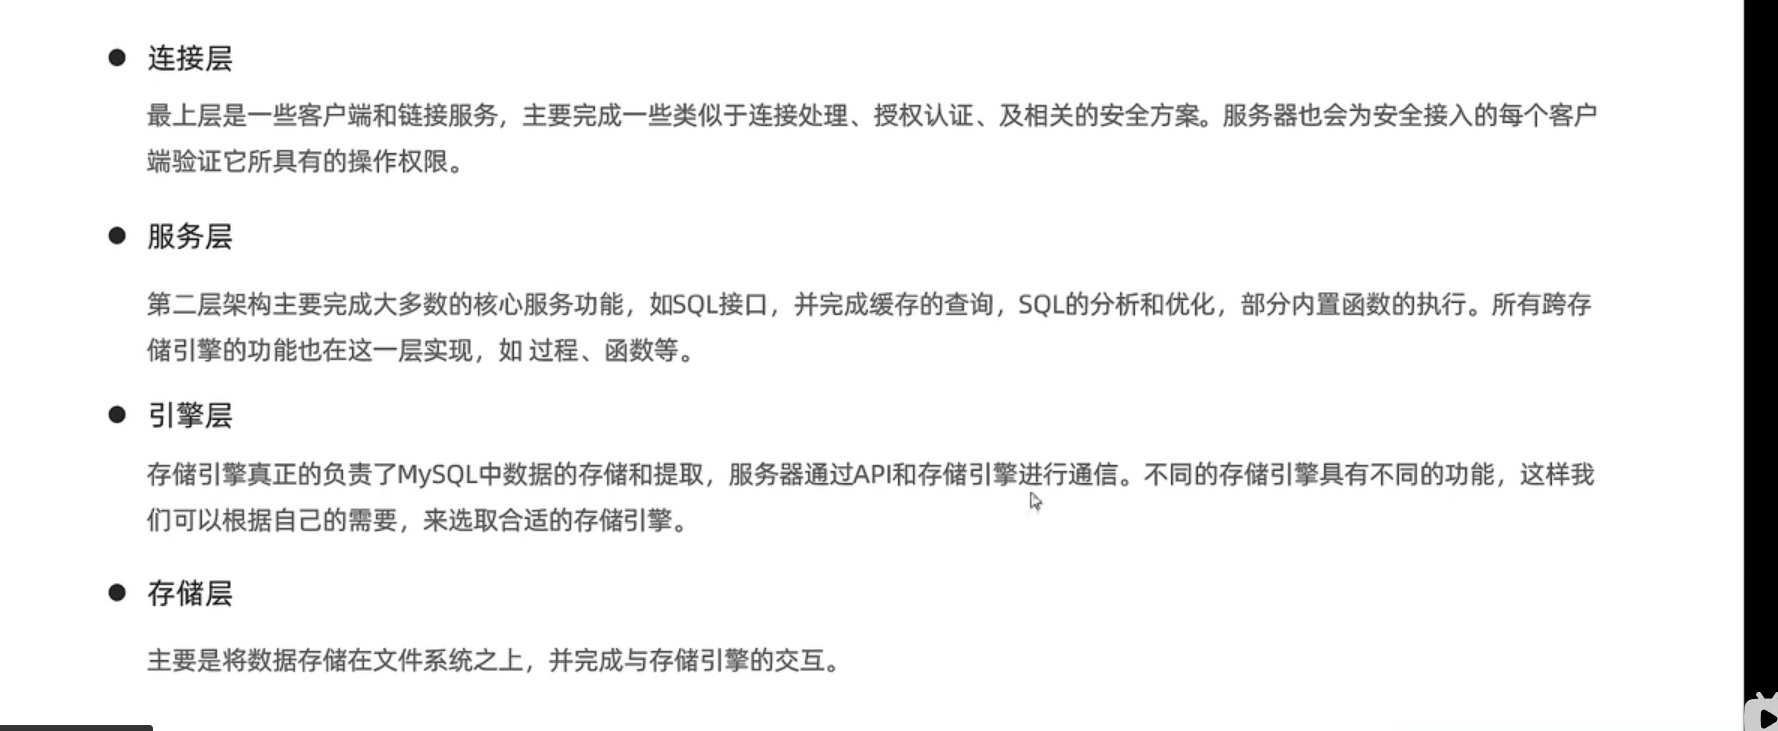 ● 连接层
最上层是一些客户端和链接服务，主要完成一些类似于连接处理、授权认证、及相关的安全方案。服务器也会为安全接入的每个客户
端验证它所具有的操作权限。
● 服务层
第二层架构主要完成大多数的核心服务功能，如SQL接口，并完成缓存的查询，SQL的分析和优化，部分内置函数的执行。所有跨存
储引擎的功能也在这一层实现，如 过程、函数等。
● 引擎层
存储引擎真正的负责了MySQL中数据的存储和提取，服务器通过API和存储引擎进行通信。不同的存储引擎具有不同的功能，这样我
们可以根据自己的需要，来选取合适的存储引擎。
● 存储层
主要是将数据存储在文件系统之上，并完成与存储引擎的交互。